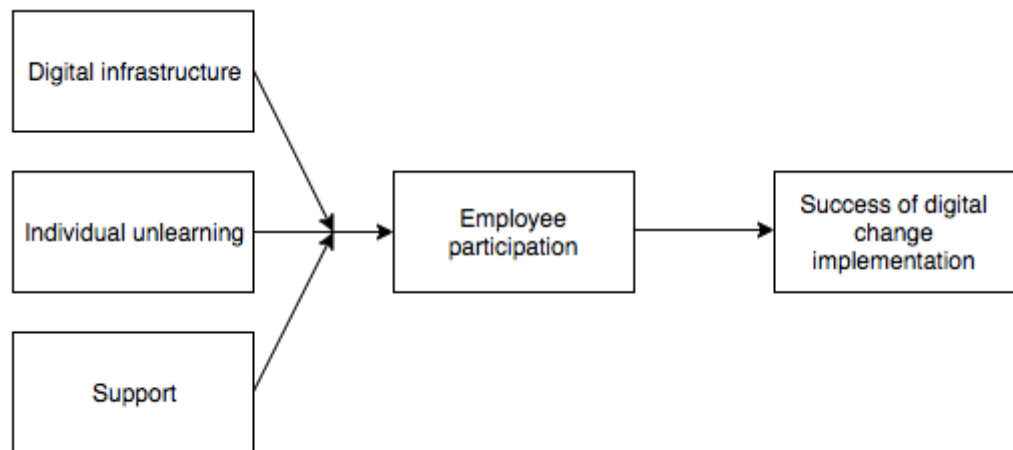 Digital infrastructure
Individual unlearning
Support
Employee
participation
Success of digital
change
implementation